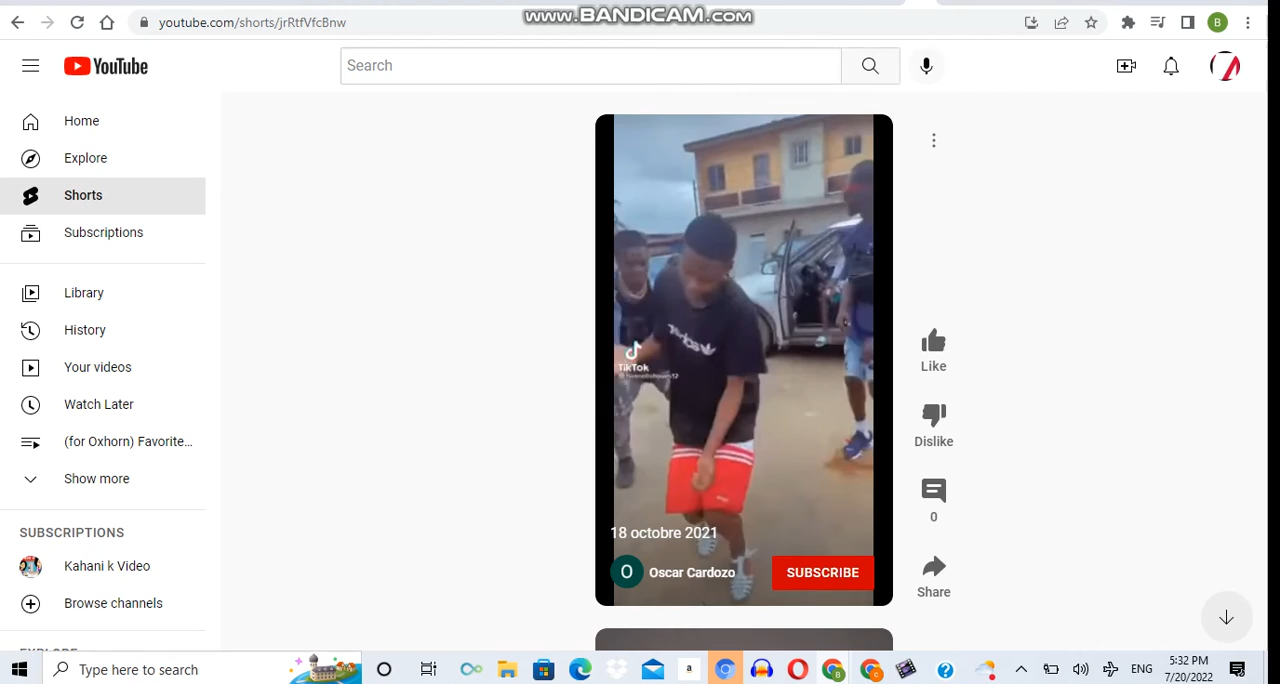 www.BANDICAM.com
youtube.com/shorts/jrRtfVfcBnw
B
YouTube
Search
Home
Explore
Shorts
Subscriptions
Library
History
Your videos
Watch Later
(for Oxhorn) Favorite...
Show more
SUBSCRIPTIONS
Kahani k Video
Browse channels
adidas
TikTok
18 octobre 2021
O
Oscar Cardozo
SUBSCRIBE
Like
Dislike
0
Share
Type here to search
a
ENG
5:32 PM
7/20/2022